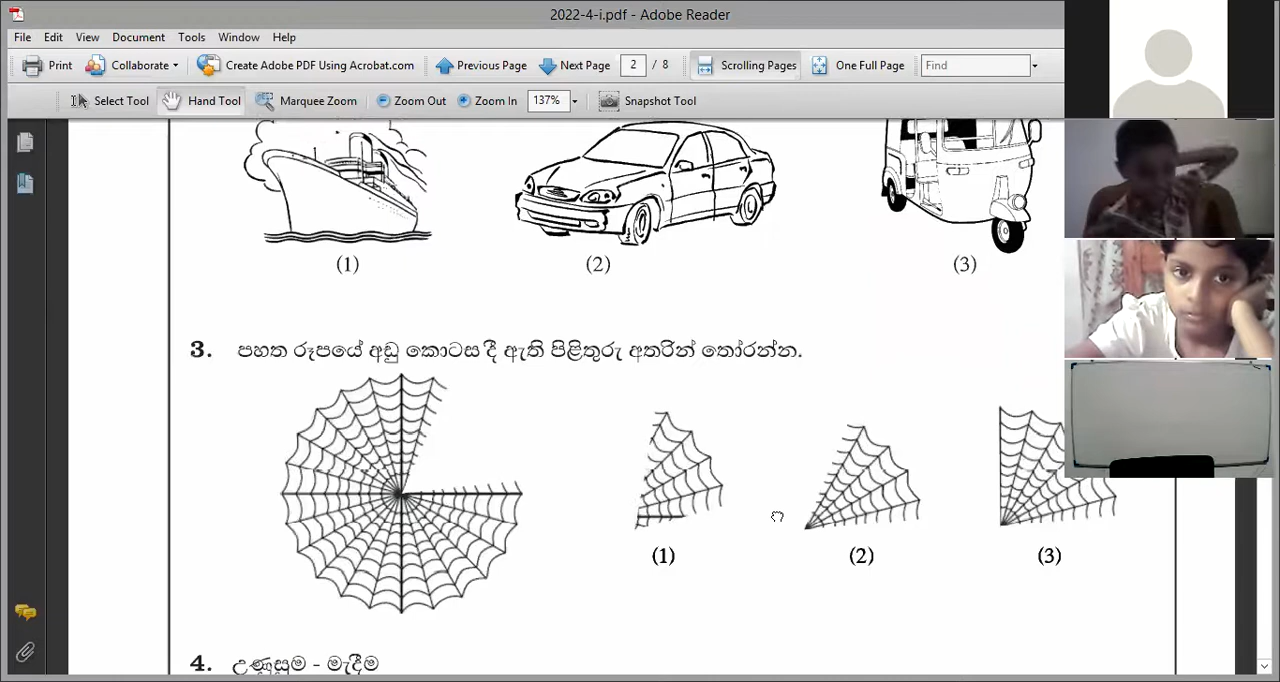 2022-4-i.pdf - Adobe Reader
File Edit View Document Tools Window Help
Print Collaborate Create Adobe PDF Using Acrobat.com Previous Page Next Page 2 / 8 Scrolling Pages One Full Page Find
Select Tool Hand Tool Marquee Zoom Zoom Out Zoom In 137% Snapshot Tool
(1) (2) (3)
3. පහත රූපයේ අඩු කොටස දී ඇති පිළිතුරු අතරින් තෝරන්න.
(1) (2) (3)
4. උණුසුම - මැදීම